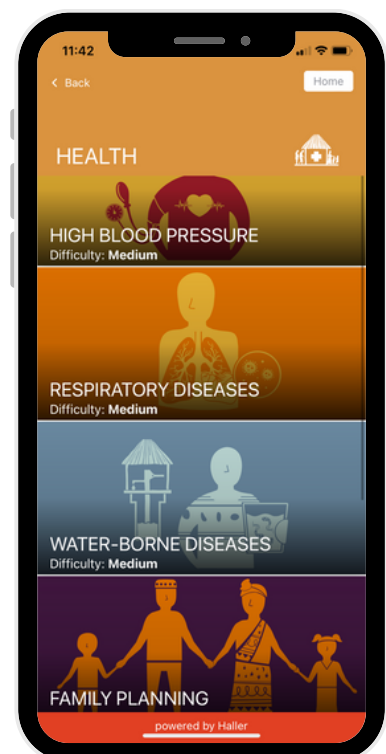 11:42
Back
Home
HEALTH
HIGH BLOOD PRESSURE
Difficulty: Medium
RESPIRATORY DISEASES
Difficulty: Medium
WATER-BORNE DISEASES
Difficulty: Medium
FAMILY PLANNING
powered by Haller